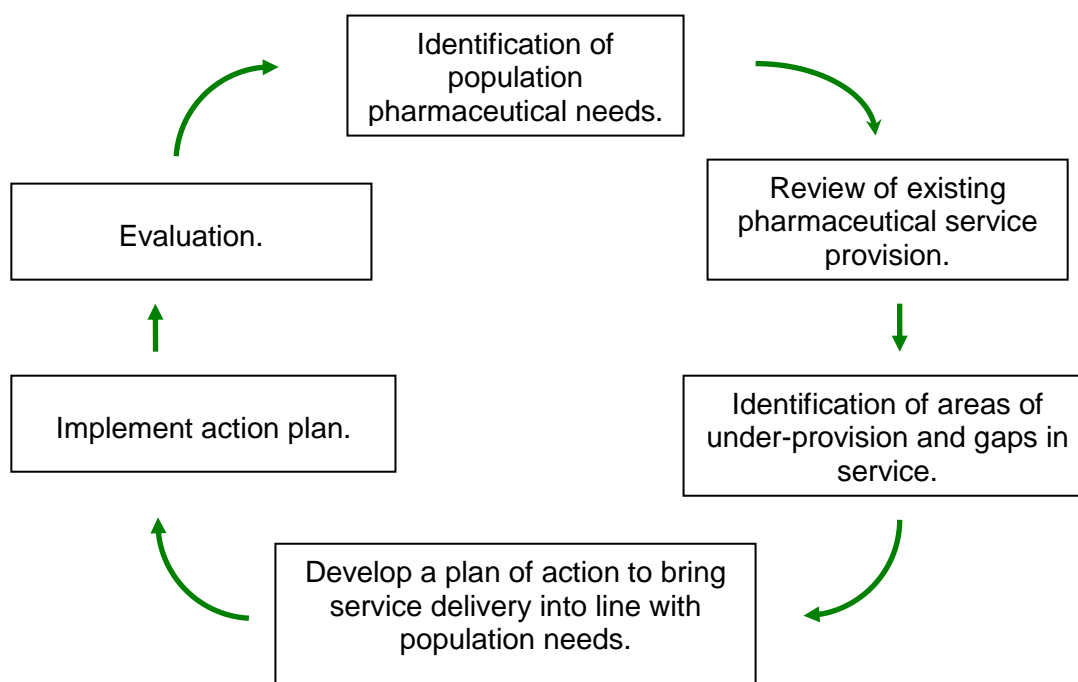 Identification of
population
pharmaceutical needs.
Review of existing
pharmaceutical service
provision.
Identification of areas of
under-provision and gaps in
service.
Develop a plan of action to bring
service delivery into line with
population needs.
Implement action plan.
Evaluation.